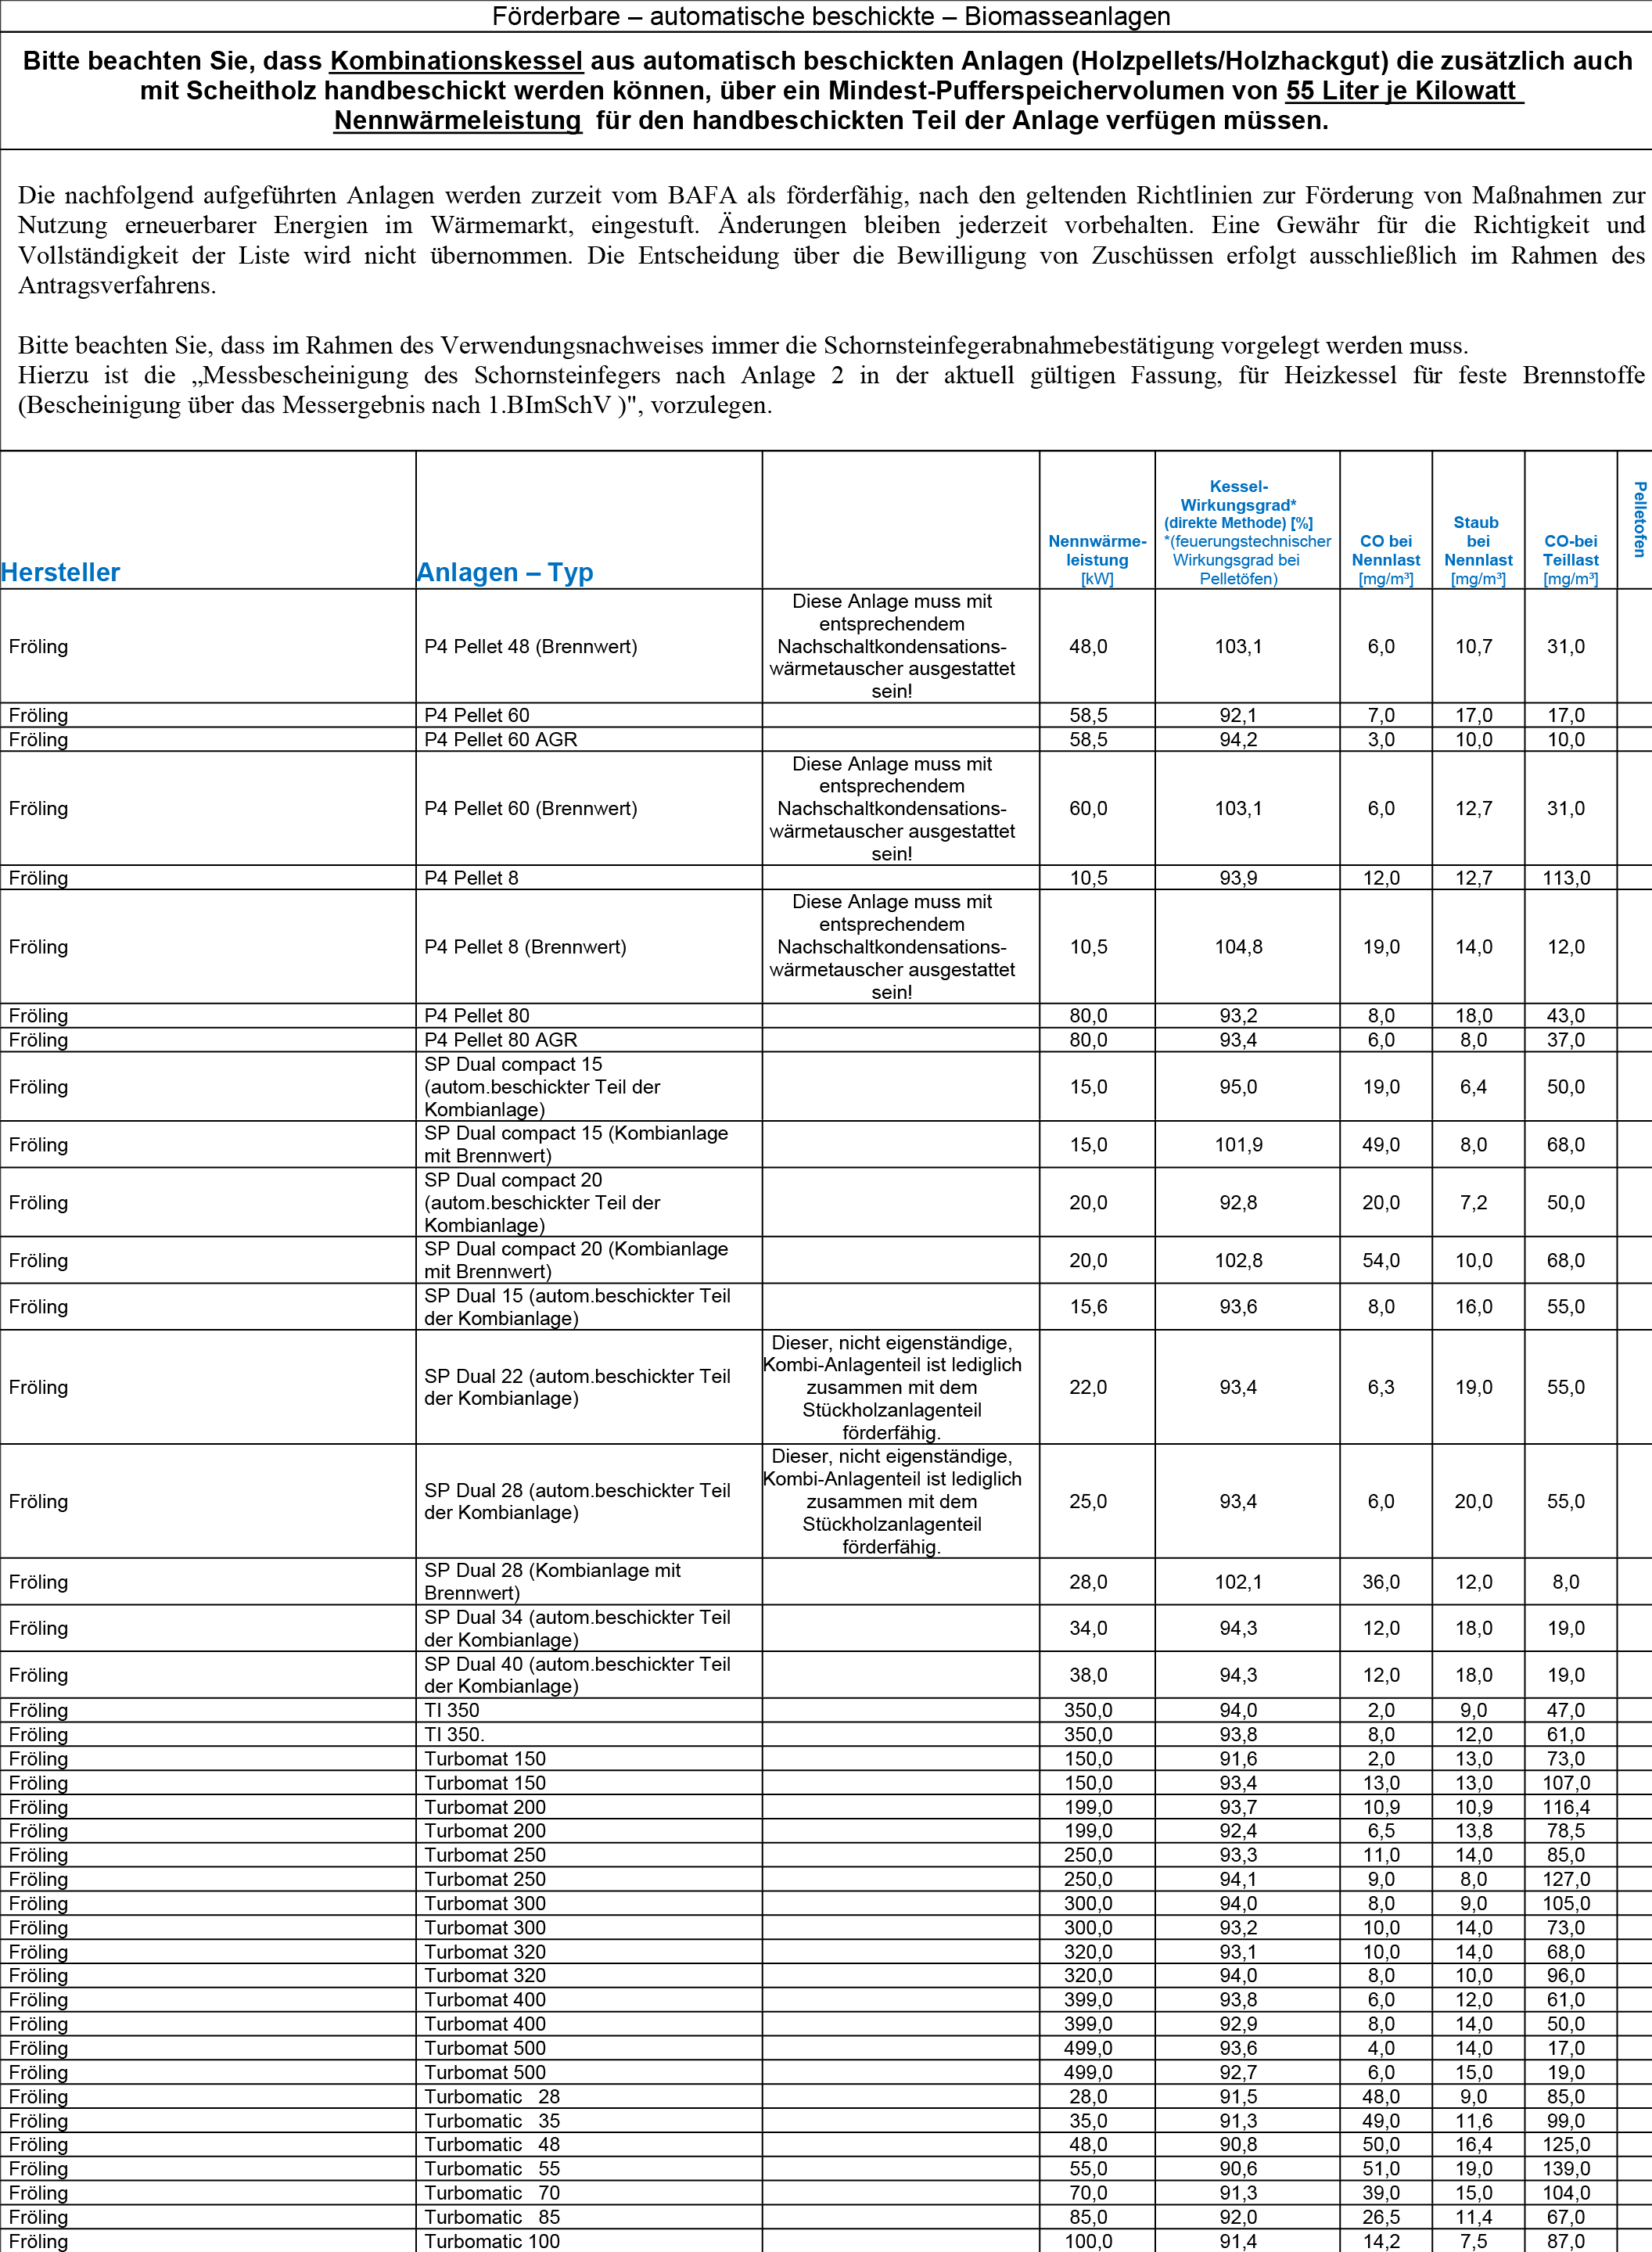 Förderbare – automatische beschickte – Biomasseanlagen
Bitte beachten Sie, dass Kombinationskessel aus automatisch beschickten Anlagen (Holzpellets/Holzhackgut) die zusätzlich auch
mit Scheitholz handbeschickt werden können, über ein Mindest-Pufferspeichervolumen von 55 Liter je Kilowatt
Nennwärmeleistung für den handbeschickten Teil der Anlage verfügen müssen.
Die nachfolgend aufgeführten Anlagen werden zurzeit vom BAFA als förderfähig, nach den geltenden Richtlinien zur Förderung von Maßnahmen zur
Nutzung erneuerbarer Energien im Wärmemarkt, eingestuft. Änderungen bleiben jederzeit vorbehalten. Eine Gewähr für die Richtigkeit und
Vollständigkeit der Liste wird nicht übernommen. Die Entscheidung über die Bewilligung von Zuschüssen erfolgt ausschließlich im Rahmen des
Antragsverfahrens.
Bitte beachten Sie, dass im Rahmen des Verwendungsnachweises immer die Schornsteinfegerabnahmebestätigung vorgelegt werden muss.
Hierzu ist die „Messbescheinigung des Schornsteinfegers nach Anlage 2 in der aktuell gültigen Fassung, für Heizkessel für feste Brennstoffe
(Bescheinigung über das Messergebnis nach 1.BImSchV )", vorzulegen.
Hersteller
Anlagen – Typ
Nennwärme-
leistung
[kW]
Kessel-
Wirkungsgrad*
(direkte Methode) [%]
*(feuerungstechnischer
Wirkungsgrad bei
Pelletöfen)
CO bei
Nennlast
[mg/m³]
Staub
bei
Nennlast
[mg/m³]
CO-bei
Teillast
[mg/m³]
Pelletofen
Fröling P4 Pellet 48 (Brennwert)
Diese Anlage muss mit
entsprechendem
Nachschaltkondensations-
wärmetauscher ausgestattet
sein!
48,0 103,1 6,0 10,7 31,0
Fröling P4 Pellet 60 58,5 92,1 7,0 17,0 17,0
Fröling P4 Pellet 60 AGR 58,5 94,2 3,0 10,0 10,0
Fröling P4 Pellet 60 (Brennwert)
Diese Anlage muss mit
entsprechendem
Nachschaltkondensations-
wärmetauscher ausgestattet
sein!
60,0 103,1 6,0 12,7 31,0
Fröling P4 Pellet 8 10,5 93,9 12,0 12,7 113,0
Fröling P4 Pellet 8 (Brennwert)
Diese Anlage muss mit
entsprechendem
Nachschaltkondensations-
wärmetauscher ausgestattet
sein!
10,5 104,8 19,0 14,0 12,0
Fröling P4 Pellet 80 80,0 93,2 8,0 18,0 43,0
Fröling P4 Pellet 80 AGR 80,0 93,4 6,0 8,0 37,0
Fröling
SP Dual compact 15
(autom.beschickter Teil der
Kombianlage)
15,0 95,0 19,0 6,4 50,0
Fröling
SP Dual compact 15 (Kombianlage
mit Brennwert)
15,0 101,9 49,0 8,0 68,0
Fröling
SP Dual compact 20
(autom.beschickter Teil der
Kombianlage)
20,0 92,8 20,0 7,2 50,0
Fröling
SP Dual compact 20 (Kombianlage
mit Brennwert)
20,0 102,8 54,0 10,0 68,0
Fröling
SP Dual 15 (autom.beschickter Teil
der Kombianlage)
15,6 93,6 8,0 16,0 55,0
Fröling
SP Dual 22 (autom.beschickter Teil
der Kombianlage)
Dieser, nicht eigenständige,
Kombi-Anlagenteil ist lediglich
zusammen mit dem
Stückholzanlagenteil
förderfähig.
22,0 93,4 6,3 19,0 55,0
Fröling
SP Dual 28 (autom.beschickter Teil
der Kombianlage)
Dieser, nicht eigenständige,
Kombi-Anlagenteil ist lediglich
zusammen mit dem
Stückholzanlagenteil
förderfähig.
25,0 93,4 6,0 20,0 55,0
Fröling
SP Dual 28 (Kombianlage mit
Brennwert)
28,0 102,1 36,0 12,0 8,0
Fröling
SP Dual 34 (autom.beschickter Teil
der Kombianlage)
34,0 94,3 12,0 18,0 19,0
Fröling
SP Dual 40 (autom.beschickter Teil
der Kombianlage)
38,0 94,3 12,0 18,0 19,0
Fröling TI 350 350,0 94,0 2,0 9,0 47,0
Fröling TI 350. 350,0 93,8 8,0 12,0 61,0
Fröling Turbomat 150 150,0 91,6 2,0 13,0 73,0
Fröling Turbomat 150 150,0 93,4 13,0 13,0 107,0
Fröling Turbomat 200 199,0 93,7 10,9 10,9 116,4
Fröling Turbomat 200 199,0 92,4 6,5 13,8 78,5
Fröling Turbomat 250 250,0 93,3 11,0 14,0 85,0
Fröling Turbomat 250 250,0 94,1 9,0 8,0 127,0
Fröling Turbomat 300 300,0 94,0 8,0 9,0 105,0
Fröling Turbomat 300 300,0 93,2 10,0 14,0 73,0
Fröling Turbomat 320 320,0 93,1 10,0 14,0 68,0
Fröling Turbomat 320 320,0 94,0 8,0 10,0 96,0
Fröling Turbomat 400 399,0 93,8 6,0 12,0 61,0
Fröling Turbomat 400 399,0 92,9 8,0 14,0 50,0
Fröling Turbomat 500 499,0 93,6 4,0 14,0 17,0
Fröling Turbomat 500 499,0 92,7 6,0 15,0 19,0
Fröling Turbomatic 28 28,0 91,5 48,0 9,0 85,0
Fröling Turbomatic 35 35,0 91,3 49,0 11,6 99,0
Fröling Turbomatic 48 48,0 90,8 50,0 16,4 125,0
Fröling Turbomatic 55 55,0 90,6 51,0 19,0 139,0
Fröling Turbomatic 70 70,0 91,3 39,0 15,0 104,0
Fröling Turbomatic 85 85,0 92,0 26,5 11,4 67,0
Fröling Turbomatic 100 100,0 91,4 14,2 7,5 87,0